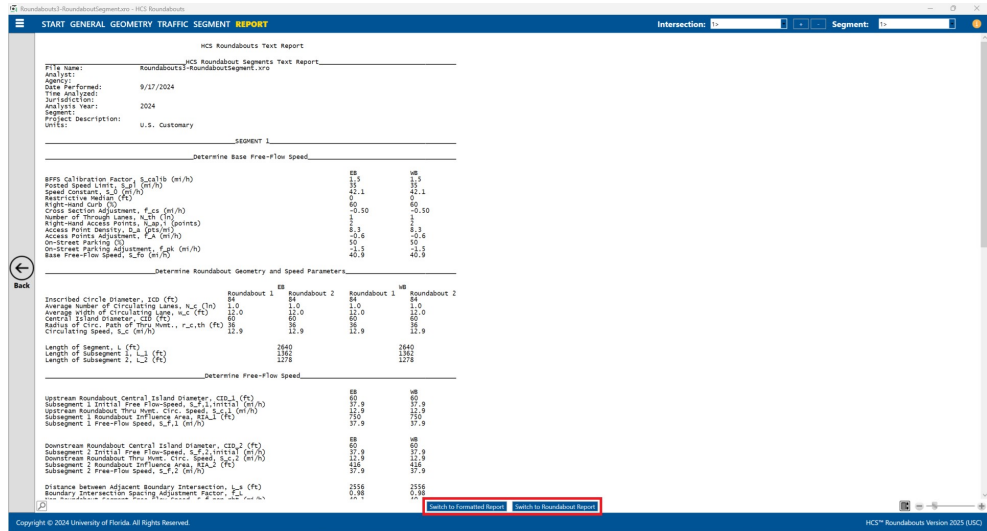 Roundabouts3-RoundaboutSegment.xro - HCS Roundabouts
START GENERAL GEOMETRY TRAFFIC SEGMENT REPORT Intersection: 1> + - Segment: 1>
HCS Roundabouts Text Report
HCS Roundabout Segments Text Report
File Name: Roundabouts3-RoundaboutSegment.xro
Analyst:
Agency:
Date Performed: 9/17/2024
Time Analyzed:
Jurisdiction:
Analysis Year: 2024
Segment:
Project Description:
Units: U.S. Customary
SEGMENT 1
Determine Base Free-Flow Speed
EB WB
BFFS Calibration Factor, S_calib (mi/h) 1.5 1.5
Posted Speed Limit, S_pl (mi/h) 35 35
Speed Constant, S_0 (mi/h) 42.1 42.1
Restrictive Median (ft) 0 0
Right-Hand Curb (%) 60 60
Cross Section Adjustment, f_cs (mi/h) -0.50 -0.50
Number of Through Lanes, N_th (ln) 1 1
Right-Hand Access Points, N_ap,i (points) 2 2
Access Point Density, D_a (pts/mi) 8.3 8.3
Access Points Adjustment, f_A (mi/h) -0.6 -0.6
On-Street Parking (%) 50 50
On-Street Parking Adjustment, f_pk (mi/h) -1.5 -1.5
Base Free-Flow Speed, S_fo (mi/h) 40.9 40.9
Determine Roundabout Geometry and Speed Parameters
EB WB
Roundabout 1 Roundabout 2 Roundabout 1 Roundabout 2
Inscribed Circle Diameter, ICD (ft) 84 84 84 84
Average Number of Circulating Lanes, N_c (ln) 1.0 1.0 1.0 1.0
Average Width of Circulating Lane, w_c (ft) 12.0 12.0 12.0 12.0
Central Island Diameter, CID (ft) 60 60 60 60
Radius of Circ. Path of Thru Mvmt., r_c,th (ft) 36 36 36 36
Circulating Speed, S_c (mi/h) 12.9 12.9 12.9 12.9
Length of Segment, L (ft) 2640 2640
Length of Subsegment 1, L_1 (ft) 1362 1362
Length of Subsegment 2, L_2 (ft) 1278 1278
Determine Free-Flow Speed
EB WB
Upstream Roundabout Central Island Diameter, CID_1 (ft) 60 60
Subsegment 1 Initial Free Flow-Speed, S_f,1,initial (mi/h) 37.9 37.9
Upstream Roundabout Thru Mvmt. Circ. Speed, S_c,1 (mi/h) 12.9 12.9
Subsegment 1 Roundabout Influence Area, RIA_1 (ft) 750 750
Subsegment 1 Free-Flow Speed, S_f,1 (mi/h) 37.9 37.9
EB WB
Downstream Roundabout Central Island Diameter, CID_2 (ft) 60 60
Subsegment 2 Initial Free Flow-Speed, S_f,2,initial (mi/h) 37.9 37.9
Downstream Roundabout Thru Mvmt. Circ. Speed, S_c,2 (mi/h) 12.9 12.9
Subsegment 2 Roundabout Influence Area, RIA_2 (ft) 416 416
Subsegment 2 Free-Flow Speed, S_f,2 (mi/h) 37.9 37.9
Distance between Adjacent Boundary Intersection, L_s (ft) 2556 2556
Boundary Intersection Spacing Adjustment Factor, f_L 0.98 0.98
Back
Switch to Formatted Report Switch to Roundabout Report
Copyright © 2024 University of Florida. All Rights Reserved. HCS™ Roundabouts Version 2025 (USC)